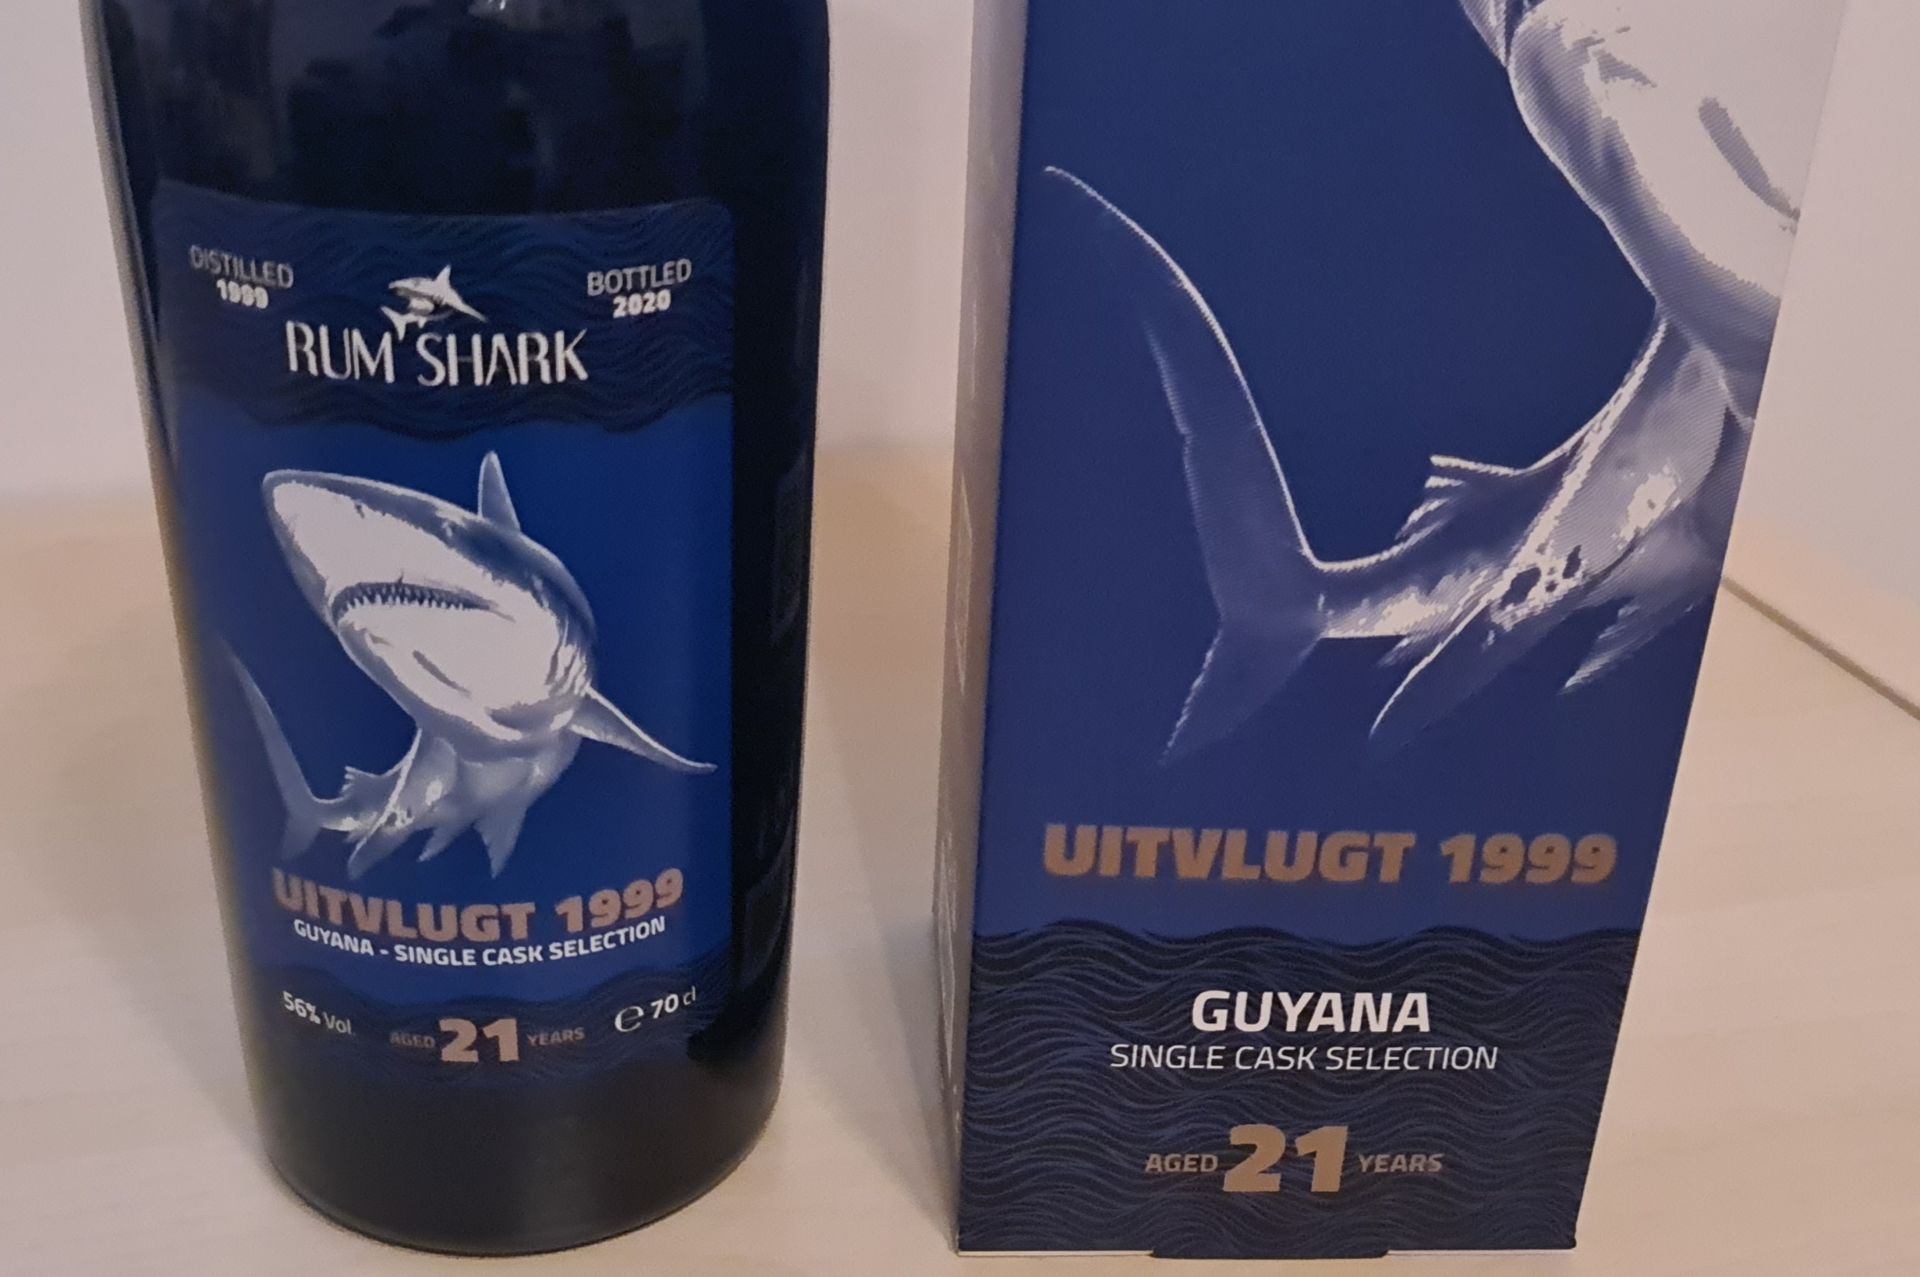 DISTILLED
1999
BOTTLED
2020
RUM SHARK
UITVLUGT 1999
GUYANA - SINGLE CASK SELECTION
56% Vol.
AGED 21 YEARS
℮ 70 cl
UITVLUGT 1999
GUYANA
SINGLE CASK SELECTION
AGED 21 YEARS